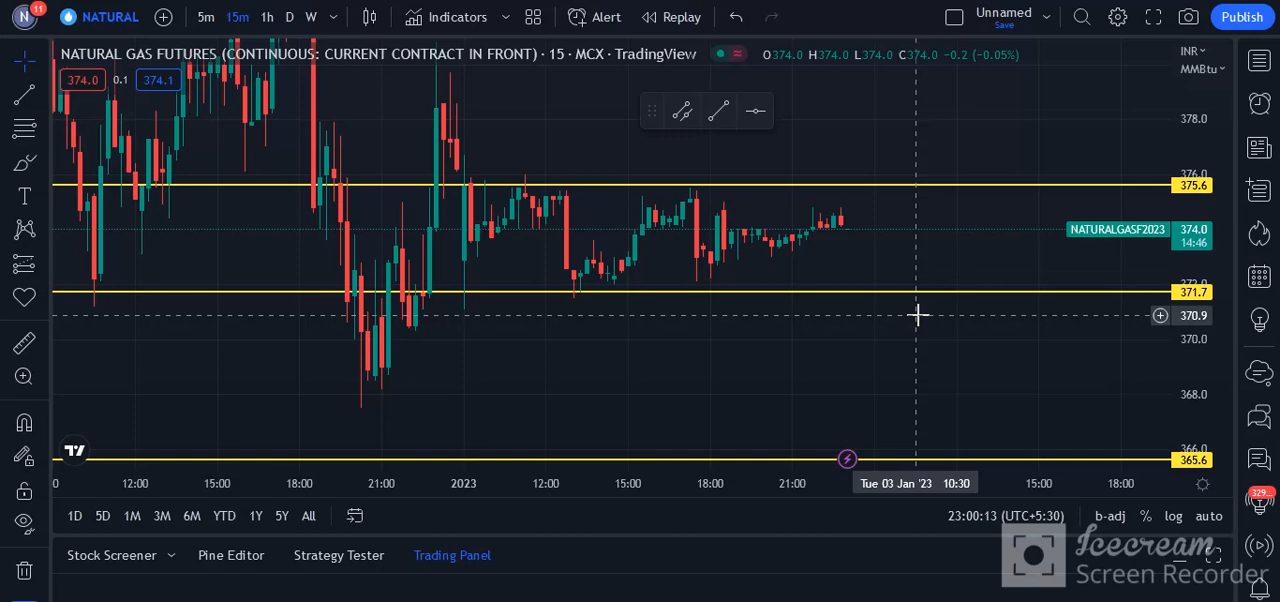 N 11 NATURAL 5m 15m 1h D W Indicators Alert Replay Unnamed Save Publish
NATURAL GAS FUTURES (CONTINUOUS: CURRENT CONTRACT IN FRONT) · 15 · MCX · TradingView O374.0 H374.0 L374.0 C374.0 -0.2 (-0.05%) INR
MMBtu
374.0 0.1 374.1
378.0
376.0
375.6
NATURALGASF2023 374.0
14:46
372.0
371.7
370.9
370.0
368.0
366.0
365.6
0 12:00 15:00 18:00 21:00 2023 12:00 15:00 18:00 21:00 Tue 03 Jan '23 10:30 15:00 18:00
1D 5D 1M 3M 6M YTD 1Y 5Y All 23:00:13 (UTC+5:30) b-adj % log auto
329...
Stock Screener Pine Editor Strategy Tester Trading Panel
Icecream
Screen Recorder